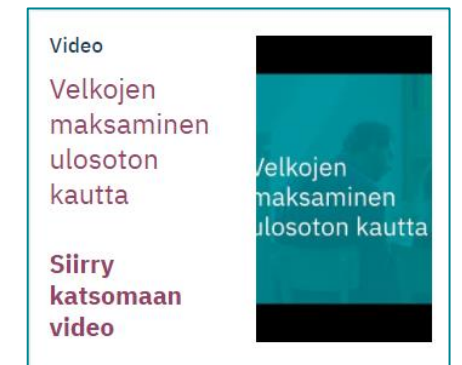 Video
Velkojen
maksaminen
ulosoton
kautta
Siirry
katsomaan
video
Velkojen
maksaminen
ulosoton kautta